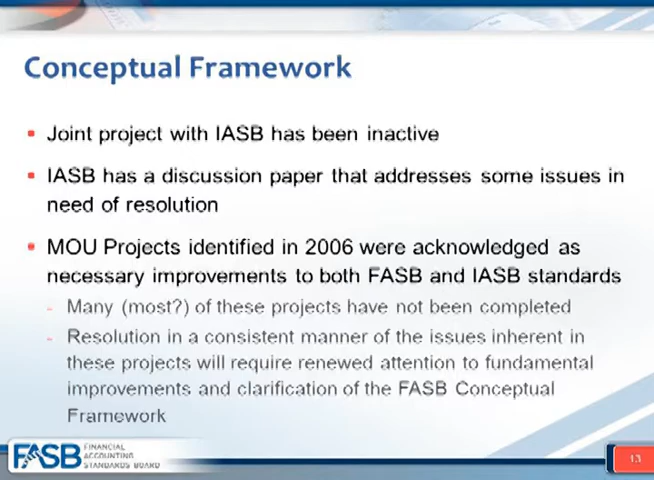 Conceptual Framework
Joint project with IASB has been inactive
IASB has a discussion paper that addresses some issues in
need of resolution
MOU Projects identified in 2006 were acknowledged as
necessary improvements to both FASB and IASB standards
- Many (most?) of these projects have not been completed
- Resolution in a consistent manner of the issues inherent in
these projects will require renewed attention to fundamental
improvements and clarification of the FASB Conceptual
Framework
FASB
FINANCIAL
ACCOUNTING
STANDARDS BOARD
13